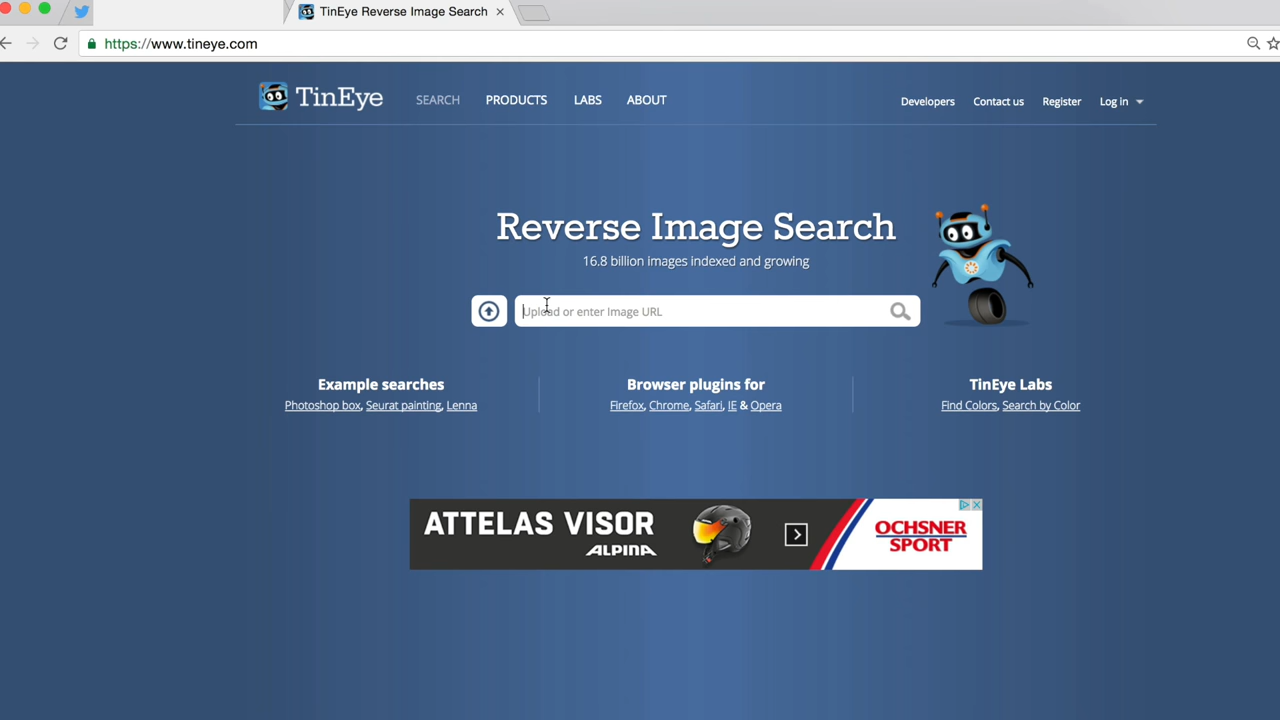 TinEye Reverse Image Search
https://www.tineye.com
TinEye SEARCH PRODUCTS LABS ABOUT Developers Contact us Register Log in
Reverse Image Search
16.8 billion images indexed and growing
Upload or enter Image URL
Example searches
Photoshop box, Seurat painting, Lenna
Browser plugins for
Firefox, Chrome, Safari, IE & Opera
TinEye Labs
Find Colors, Search by Color
ATTELAS VISOR
ALPINA
OCHSNER
SPORT